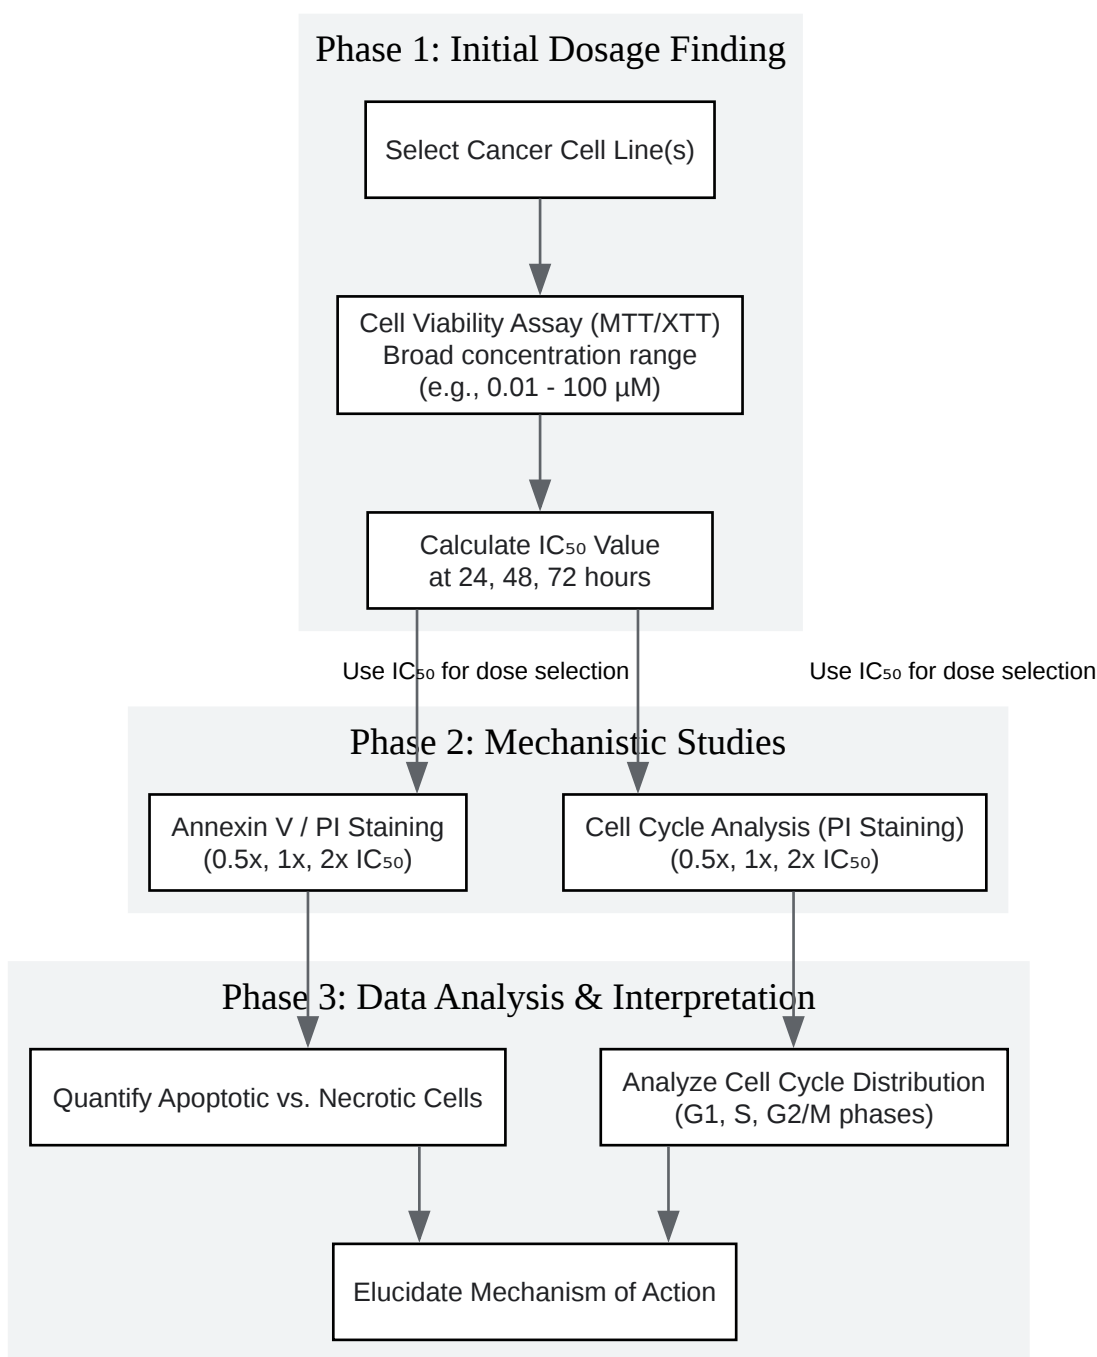 Phase 1: Initial Dosage Finding
Select Cancer Cell Line(s)
Cell Viability Assay (MTT/XTT)
Broad concentration range
(e.g., 0.01 - 100 µM)
Calculate IC₅₀ Value
at 24, 48, 72 hours
Use IC₅₀ for dose selection
Use IC₅₀ for dose selection
Phase 2: Mechanistic Studies
Annexin V / PI Staining
(0.5x, 1x, 2x IC₅₀)
Cell Cycle Analysis (PI Staining)
(0.5x, 1x, 2x IC₅₀)
Phase 3: Data Analysis & Interpretation
Quantify Apoptotic vs. Necrotic Cells
Analyze Cell Cycle Distribution
(G1, S, G2/M phases)
Elucidate Mechanism of Action